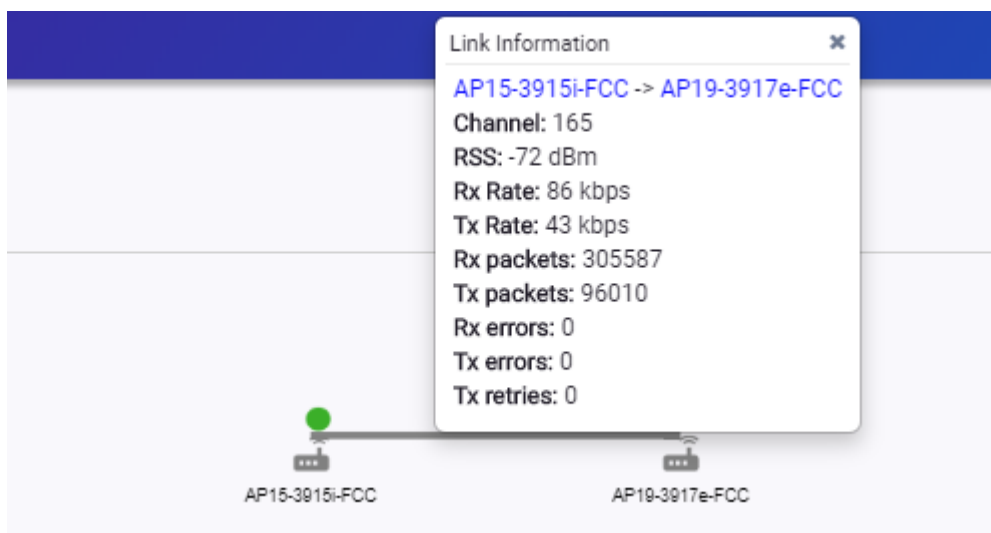 Link Information ✖
AP15-3915i-FCC -> AP19-3917e-FCC
Channel: 165
RSS: -72 dBm
Rx Rate: 86 kbps
Tx Rate: 43 kbps
Rx packets: 305587
Tx packets: 96010
Rx errors: 0
Tx errors: 0
Tx retries: 0
AP15-3915i-FCC
AP19-3917e-FCC